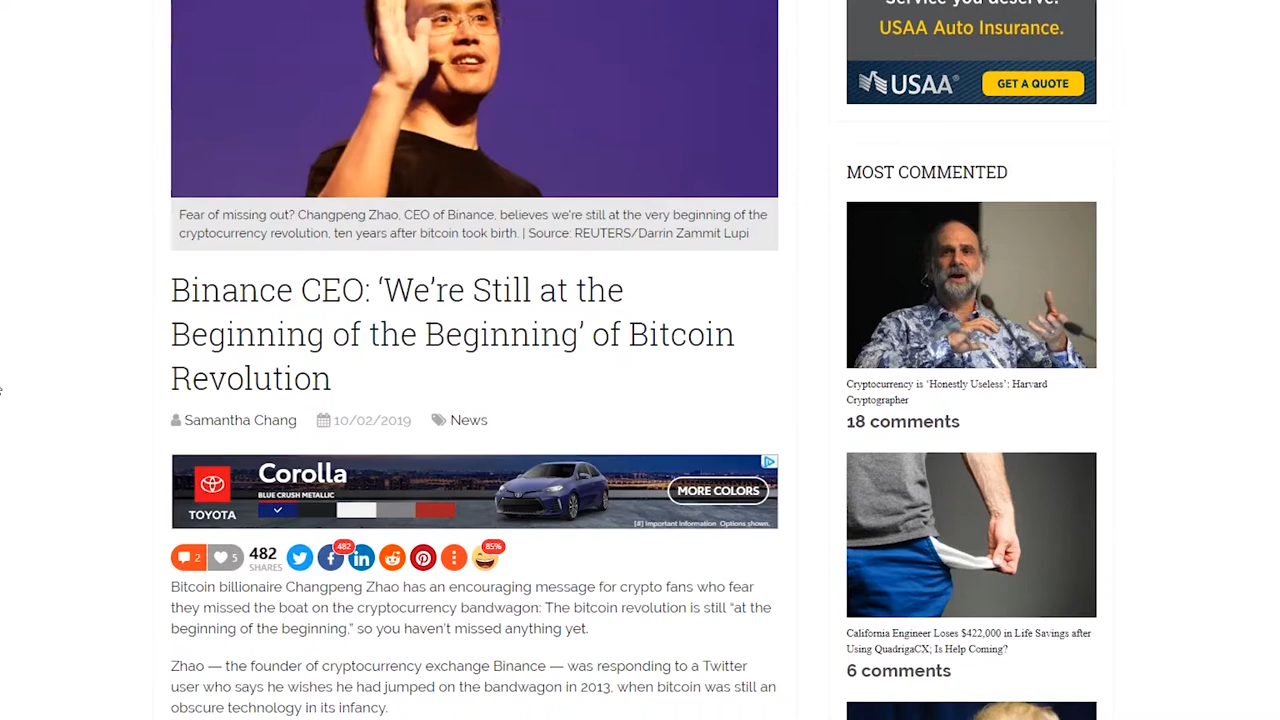 Service you deserve.
USAA Auto Insurance.
USAA®
GET A QUOTE
Fear of missing out? Changpeng Zhao, CEO of Binance, believes we're still at the very beginning of the
cryptocurrency revolution, ten years after bitcoin took birth. | Source: REUTERS/Darrin Zammit Lupi
Binance CEO: ‘We’re Still at the
Beginning of the Beginning’ of Bitcoin
Revolution
Samantha Chang 10/02/2019 News
Corolla
BLUE CRUSH METALLIC
TOYOTA
MORE COLORS
[#] Important Information Options shown.
2 5 482 SHARES 482 85%
Bitcoin billionaire Changpeng Zhao has an encouraging message for crypto fans who fear
they missed the boat on the cryptocurrency bandwagon: The bitcoin revolution is still “at the
beginning of the beginning,” so you haven’t missed anything yet.
Zhao — the founder of cryptocurrency exchange Binance — was responding to a Twitter
user who says he wishes he had jumped on the bandwagon in 2013, when bitcoin was still an
obscure technology in its infancy.
MOST COMMENTED
Cryptocurrency is ‘Honestly Useless’: Harvard
Cryptographer
18 comments
California Engineer Loses $422,000 in Life Savings after
Using QuadrigaCX; Is Help Coming?
6 comments